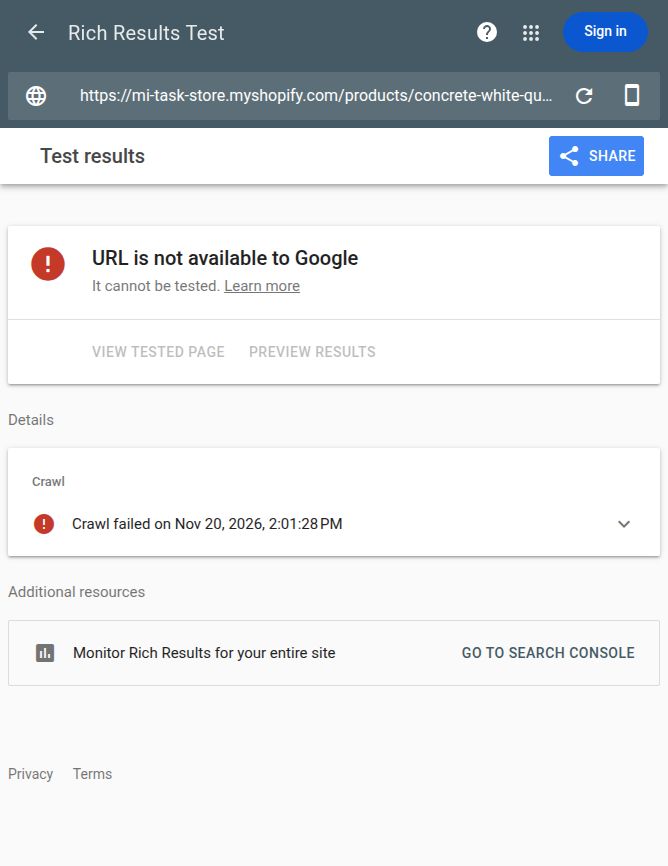 Rich Results Test
Sign in
https://mi-task-store.myshopify.com/products/concrete-white-qu...
Test results
SHARE
URL is not available to Google
It cannot be tested. Learn more
VIEW TESTED PAGE PREVIEW RESULTS
Details
Crawl
Crawl failed on Nov 20, 2026, 2:01:28 PM
Additional resources
Monitor Rich Results for your entire site
GO TO SEARCH CONSOLE
Privacy Terms